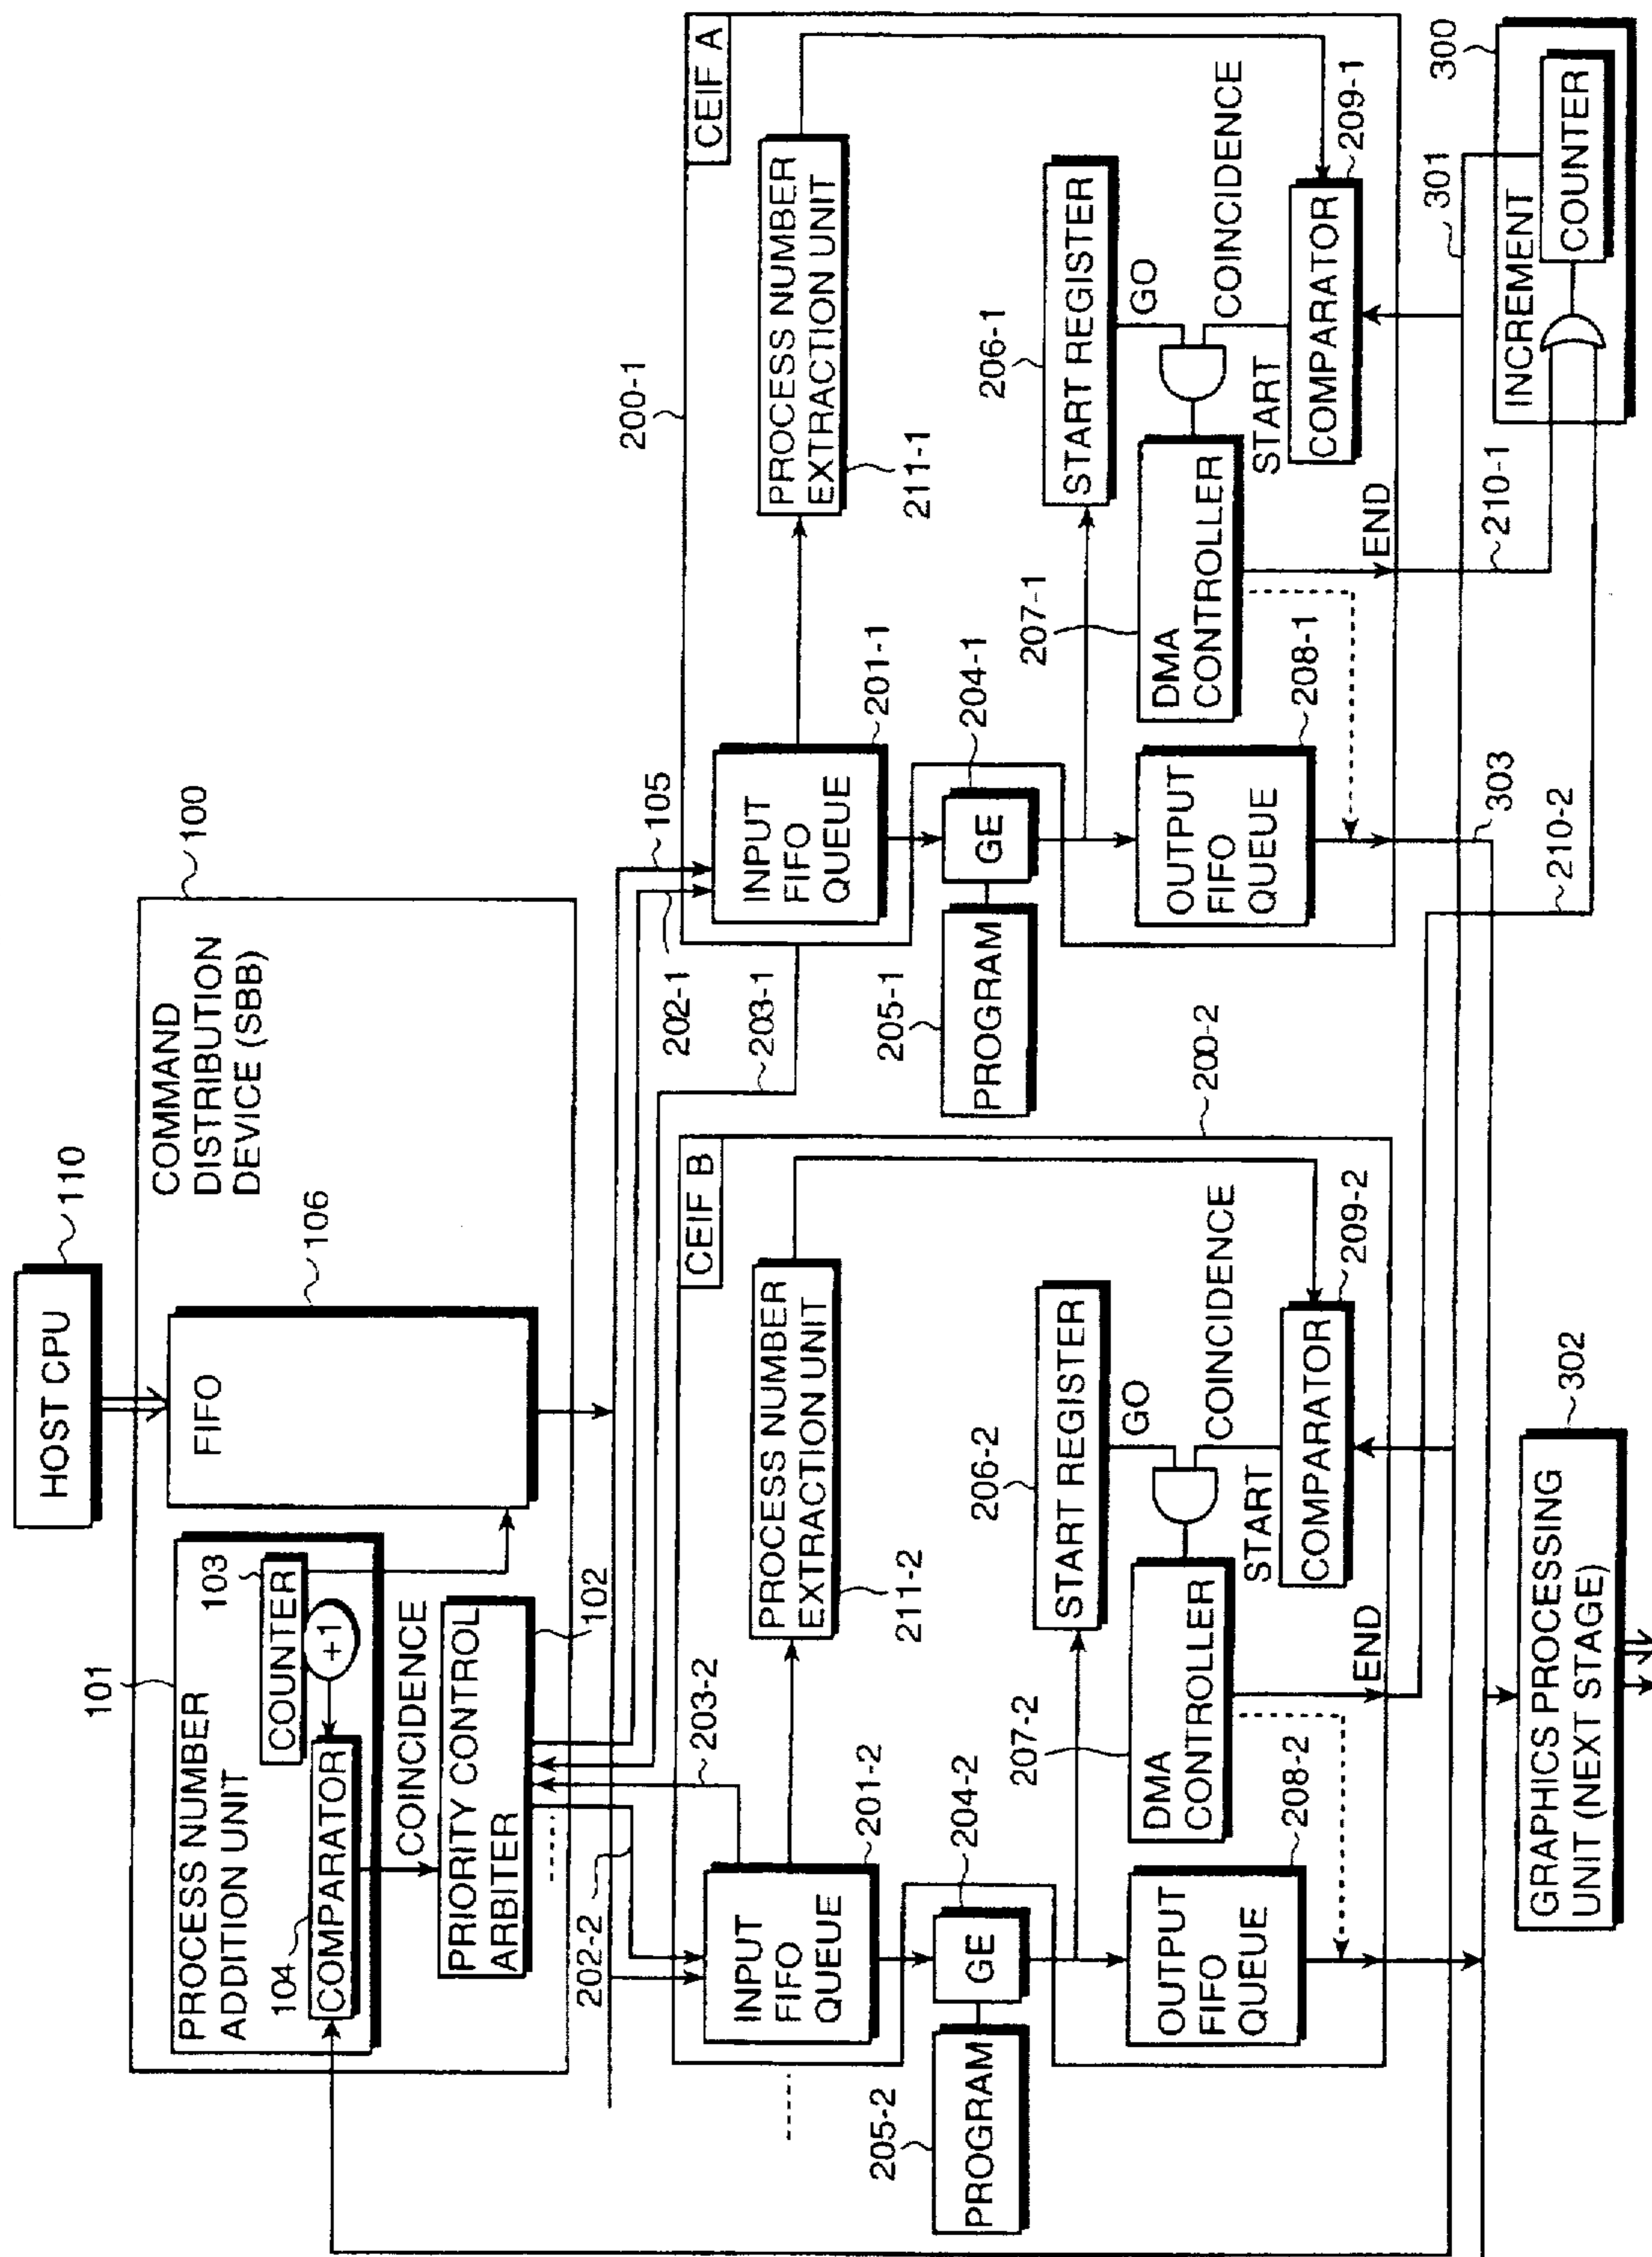 HOST CPU
110
100
COMMAND
DISTRIBUTION
DEVICE (SBB)
FIFO
106
101
PROCESS NUMBER
ADDITION UNIT
103
COUNTER
+1
104
COMPARATOR
COINCIDENCE
PRIORITY CONTROL
ARBITER
102
105
202-1
203-1
202-2
203-2
200-1
CEIF A
INPUT
FIFO
QUEUE
201-1
PROCESS NUMBER
EXTRACTION UNIT
211-1
GE
204-1
PROGRAM
205-1
START REGISTER
206-1
GO
COINCIDENCE
START
COMPARATOR
209-1
DMA
CONTROLLER
207-1
OUTPUT
FIFO
QUEUE
208-1
END
210-1
200-2
CEIF B
INPUT
FIFO
QUEUE
201-2
PROCESS NUMBER
EXTRACTION UNIT
211-2
GE
204-2
PROGRAM
205-2
START REGISTER
206-2
GO
COINCIDENCE
START
COMPARATOR
209-2
DMA
CONTROLLER
207-2
OUTPUT
FIFO
QUEUE
208-2
END
210-2
300
301
INCREMENT
COUNTER
303
302
GRAPHICS PROCESSING
UNIT (NEXT STAGE)